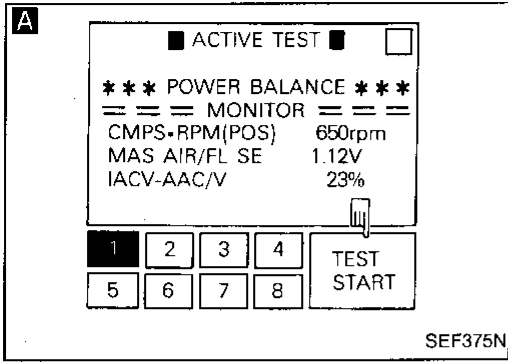 A
■ ACTIVE TEST ■
*** POWER BALANCE ***
=== MONITOR ===
CMPS•RPM(POS) 650rpm
MAS AIR/FL SE 1.12V
IACV-AAC/V 23%
1 2 3 4 TEST START
5 6 7 8
SEF375N